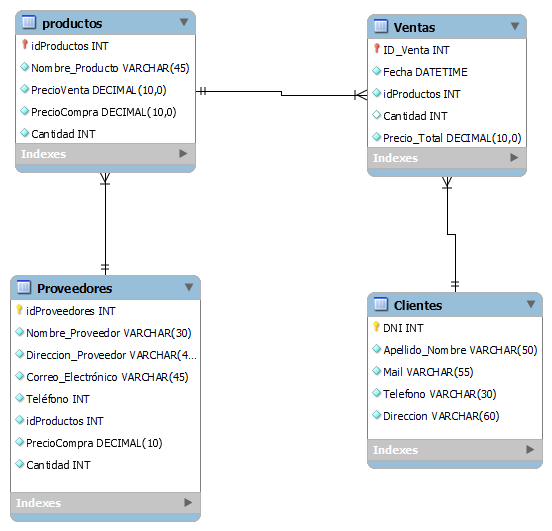 productos
idProductos INT
Nombre_Producto VARCHAR(45)
PrecioVenta DECIMAL(10,0)
PrecioCompra DECIMAL(10,0)
Cantidad INT
Indexes
Ventas
ID_Venta INT
Fecha DATETIME
idProductos INT
Cantidad INT
Precio_Total DECIMAL(10,0)
Indexes
Proveedores
idProveedores INT
Nombre_Proveedor VARCHAR(30)
Direccion_Proveedor VARCHAR(4...
Correo_Electrónico VARCHAR(45)
Teléfono INT
idProductos INT
PrecioCompra DECIMAL(10)
Cantidad INT
Indexes
Clientes
DNI INT
Apellido_Nombre VARCHAR(50)
Mail VARCHAR(55)
Telefono VARCHAR(30)
Direccion VARCHAR(60)
Indexes